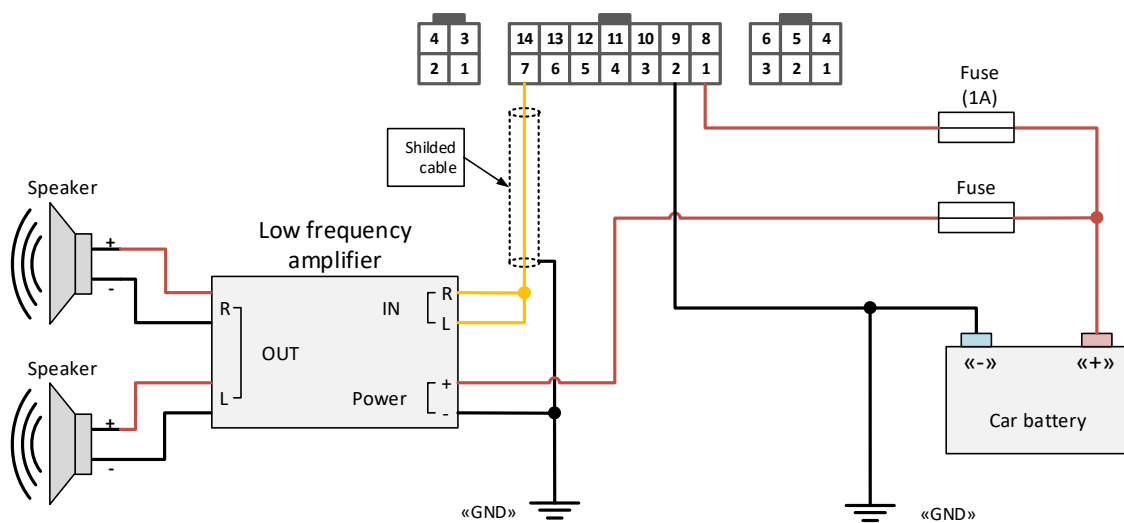 4 3
2 1
14 13 12 11 10 9 8
7 6 5 4 3 2 1
6 5 4
3 2 1
Fuse
(1A)
Shilded
cable
Fuse
Speaker
+
-
Low frequency
amplifier
R
IN
R
L
OUT
«-»
«+»
Speaker
+
-
L
Power
+
-
Car battery
«GND»
«GND»